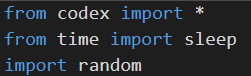 from codex import *
from time import sleep
import random